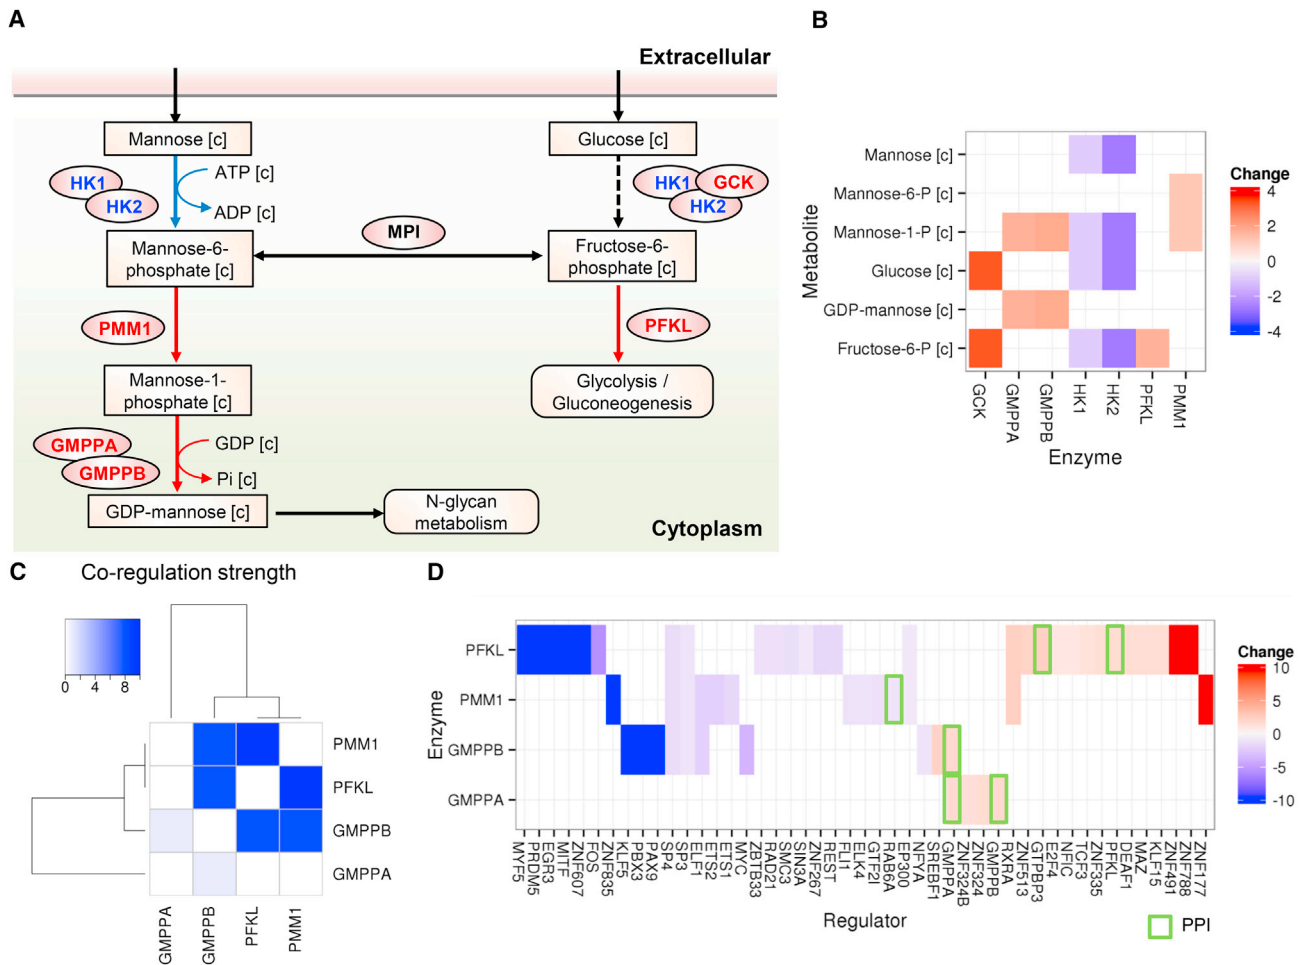 A
Extracellular
Mannose [c]
Glucose [c]
HK1
HK2
ATP [c]
ADP [c]
HK1
GCK
HK2
MPI
Mannose-6-
phosphate [c]
Fructose-6-
phosphate [c]
PMM1
PFKL
Mannose-1-
phosphate [c]
Glycolysis /
Gluconeogenesis
GMPPA
GMPPB
GDP [c]
Pi [c]
GDP-mannose [c]
N-glycan
metabolism
Cytoplasm
B
Metabolite
Mannose [c]
Mannose-6-P [c]
Mannose-1-P [c]
Glucose [c]
GDP-mannose [c]
Fructose-6-P [c]
GCK
GMPPA
GMPPB
HK1
HK2
PFKL
PMM1
Enzyme
Change
4
2
0
-2
-4
C
Co-regulation strength
0 4 8
PMM1
PFKL
GMPPB
GMPPA
GMPPA
GMPPB
PFKL
PMM1
D
Enzyme
PFKL
PMM1
GMPPB
GMPPA
MYF5
PRDM5
EGR3
MITF
ZNF607
FOS
ZNF835
KLF5
PBX3
PAX9
SP4
SP3
ELF1
ETS2
ETS1
MYC
ZBTB33
RAD21
SMC3
SIN3A
ZNF267
REST
FLI1
ELK4
GTF2I
RAB6A
EP300
NFYA
SREBF1
GMPPA
ZNF324B
ZNF324
GMPPB
RXRA
ZNF513
GTPBP3
E2F4
NFIC
TCF3
ZNF335
PFKL
DEAF1
MAZ
KLF15
ZNF491
ZNF788
ZNF177
Regulator
Change
10
5
0
-5
-10
PPI